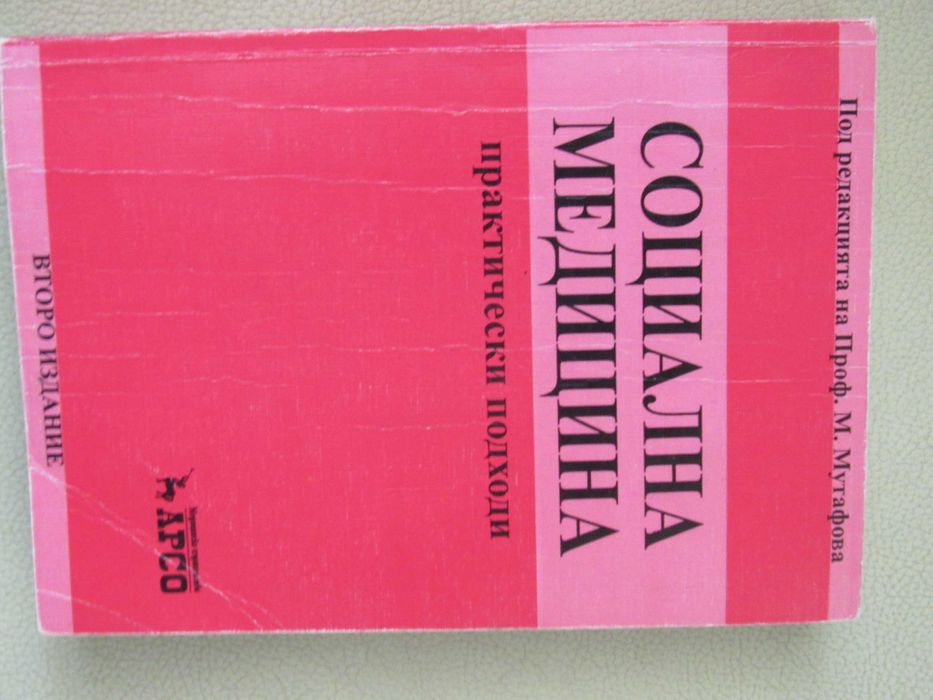 Под редакцията на Проф. М. Мутафова
СОЦИАЛНА
МЕДИЦИНА
практически подходи
АРСО
ВТОРО ИЗДАНИЕ